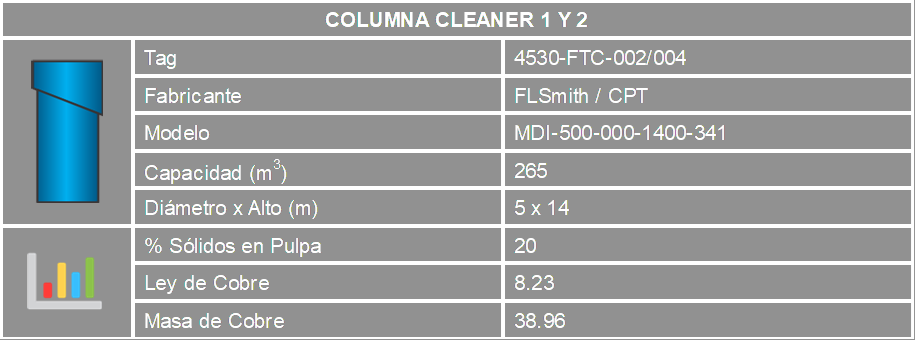 COLUMNA CLEANER 1 Y 2
Tag 4530-FTC-002/004
Fabricante FLSmith / CPT
Modelo MDI-500-000-1400-341
Capacidad (m³) 265
Diámetro x Alto (m) 5 x 14
% Sólidos en Pulpa 20
Ley de Cobre 8.23
Masa de Cobre 38.96